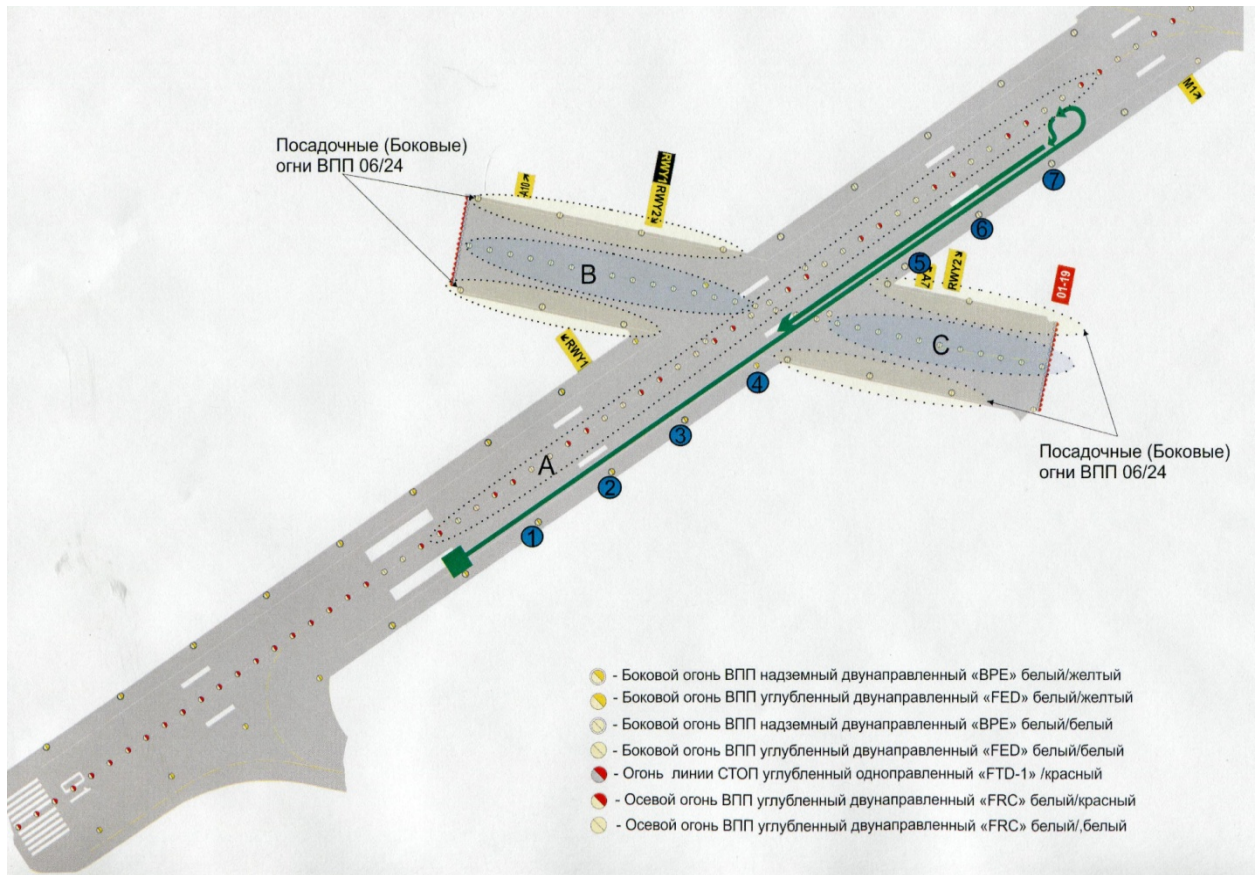 M1↗
Посадочные (Боковые)
огни ВПП 06/24
A10↗
RWY1
RWY2↘
B
7
6
5
A7
RWY2↖
01-19
C
↙RWY1
4
3
A
2
1
Посадочные (Боковые)
огни ВПП 06/24
- Боковой огонь ВПП надземный двунаправленный «BPE» белый/желтый
- Боковой огонь ВПП углубленный двунаправленный «FED» белый/желтый
- Боковой огонь ВПП надземный двунаправленный «BPE» белый/белый
- Боковой огонь ВПП углубленный двунаправленный «FED» белый/белый
- Огонь линии СТОП углубленный одноправленный «FTD-1» /красный
- Осевой огонь ВПП углубленный двунаправленный «FRC» белый/красный
- Осевой огонь ВПП углубленный двунаправленный «FRC» белый/,белый